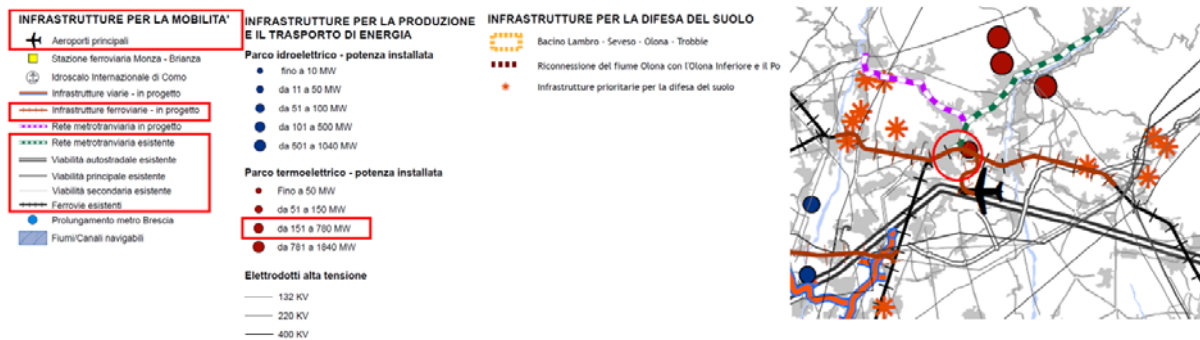 INFRASTRUTTURE PER LA MOBILITA'
Aeroporti principali
Stazione ferroviaria Monza - Brianza
Idroscalo Internazionale di Como
Infrastrutture viarie - in progetto
Infrastrutture ferroviarie - in progetto
Rete metrotranviaria in progetto
Rete metrotranviaria esistente
Viabilità autostradale esistente
Viabilità principale esistente
Viabilità secondaria esistente
Ferrovie esistenti
Prolungamento metro Brescia
Fiumi/Canali navigabili
INFRASTRUTTURE PER LA PRODUZIONE
E IL TRASPORTO DI ENERGIA
Parco idroelettrico - potenza installata
fino a 10 MW
da 11 a 50 MW
da 51 a 100 MW
da 101 a 500 MW
da 501 a 1040 MW
Parco termoelettrico - potenza installata
Fino a 50 MW
da 51 a 150 MW
da 151 a 780 MW
da 781 a 1840 MW
Elettrodotti alta tensione
132 KV
220 KV
400 KV
INFRASTRUTTURE PER LA DIFESA DEL SUOLO
Bacino Lambro - Seveso - Olona - Trobbie
Riconnessione del fiume Olona con l'Olona Inferiore e il Po
Infrastrutture prioritarie per la difesa del suolo